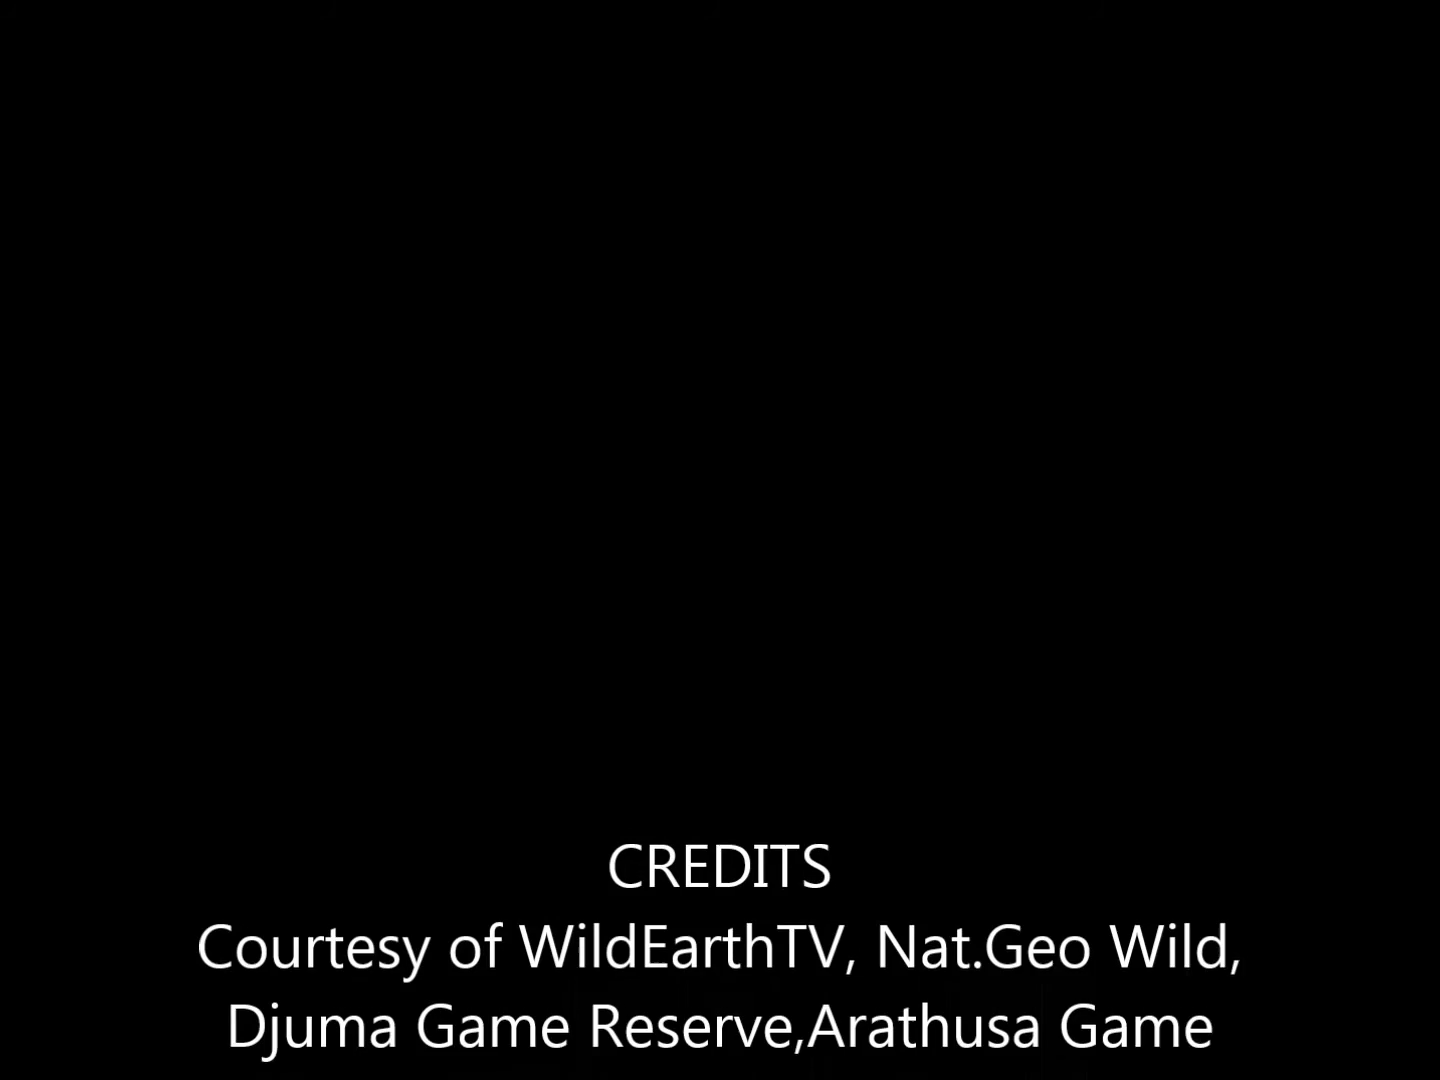 CREDITS
Courtesy of WildEarthTV, Nat.Geo Wild,
Djuma Game Reserve,Arathusa Game